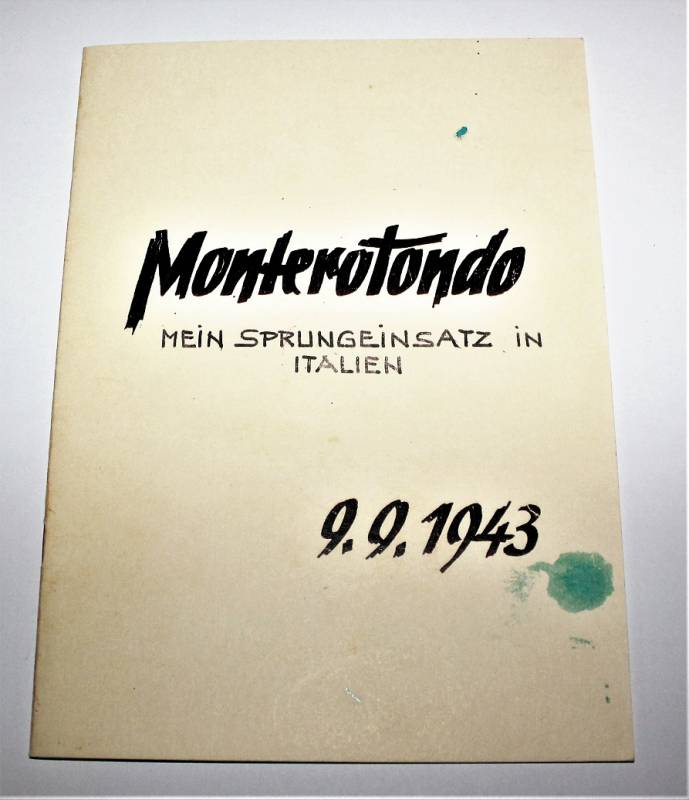 Monterotondo
MEIN SPRUNGEINSATZ IN
ITALIEN
9.9.1943